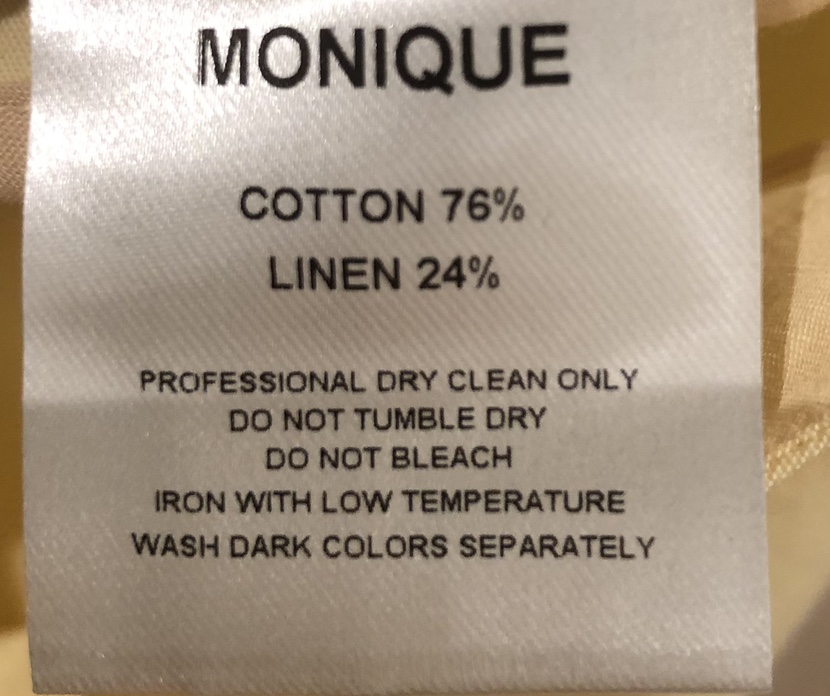 MONIQUE
COTTON 76%
LINEN 24%
PROFESSIONAL DRY CLEAN ONLY
DO NOT TUMBLE DRY
DO NOT BLEACH
IRON WITH LOW TEMPERATURE
WASH DARK COLORS SEPARATELY